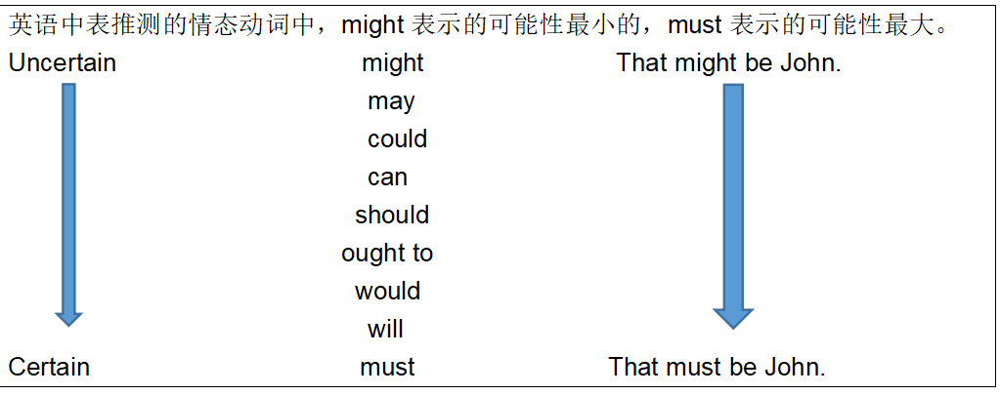 英语中表推测的情态动词中，might 表示的可能性最小的，must 表示的可能性最大。
Uncertain might That might be John.
may
could
can
should
ought to
would
will
Certain must That must be John.